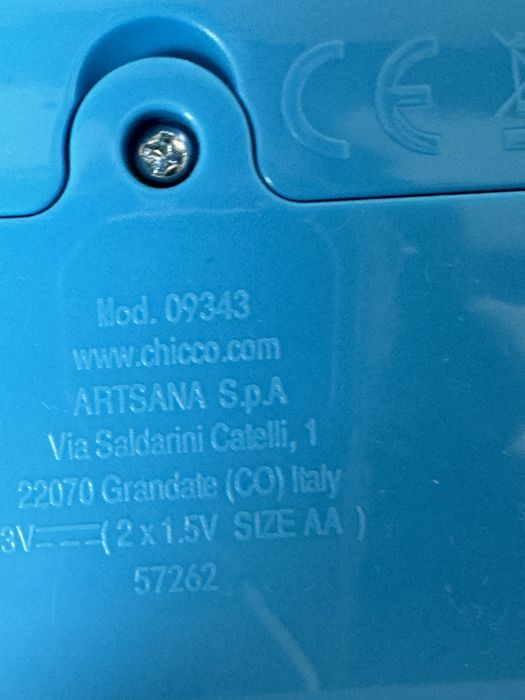 CE
Mod. 09343
www.chicco.com
ARTSANA S.p.A
Via Saldarini Catelli, 1
22070 Grandate (CO) Italy
3V⎓(2 x 1.5V SIZE AA )
57262